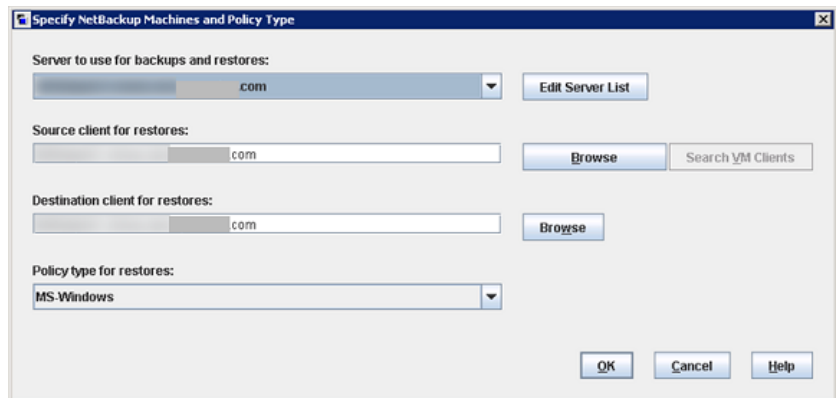 Specify NetBackup Machines and Policy Type
Server to use for backups and restores:
.com
Edit Server List
Source client for restores:
.com
Browse
Search VM Clients
Destination client for restores:
.com
Browse
Policy type for restores:
MS-Windows
OK
Cancel
Help